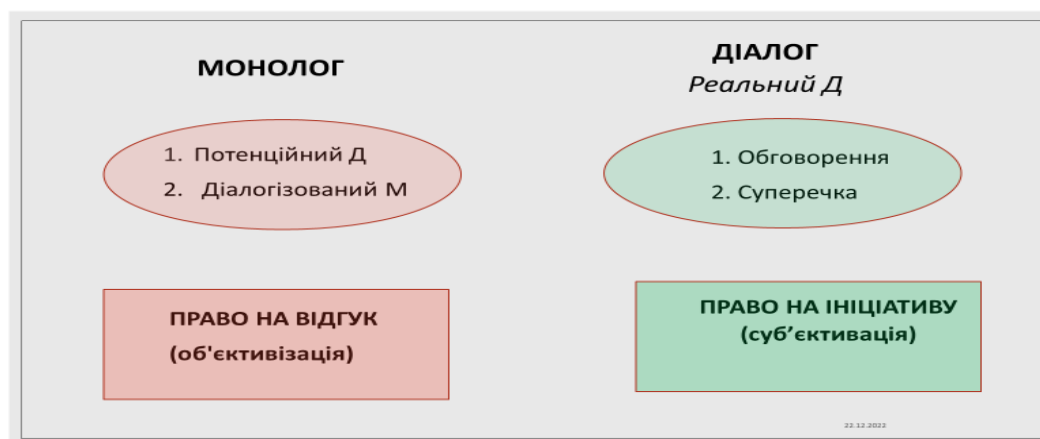 МОНОЛОГ
1. Потенційний Д
2. Діалогізований М
ПРАВО НА ВІДГУК
(об'єктивізація)
ДІАЛОГ
Реальний Д
1. Обговорення
2. Суперечка
ПРАВО НА ІНІЦІАТИВУ
(суб’єктивація)
22.12.2022